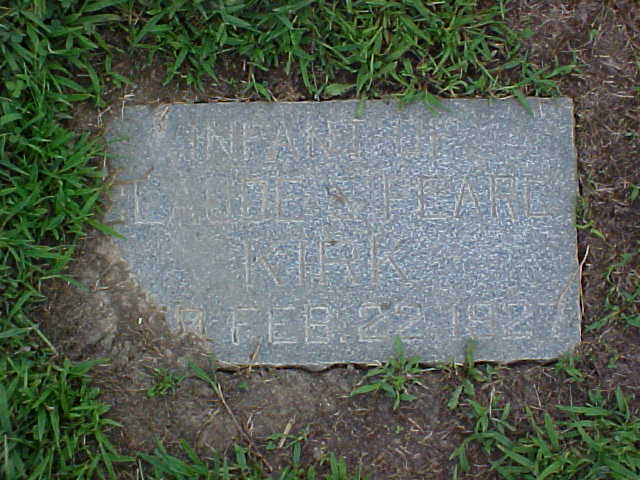 INFANT OF
CLAUDE & PEARL
KIRK
B FEB. 22 1927